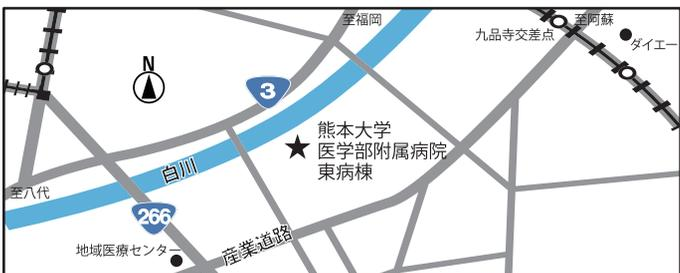 至福岡
至阿蘇
九品寺交差点
ダイエー
N
3
熊本大学
医学部附属病院
東病棟
白川
至八代
266
地域医療センター
産業道路